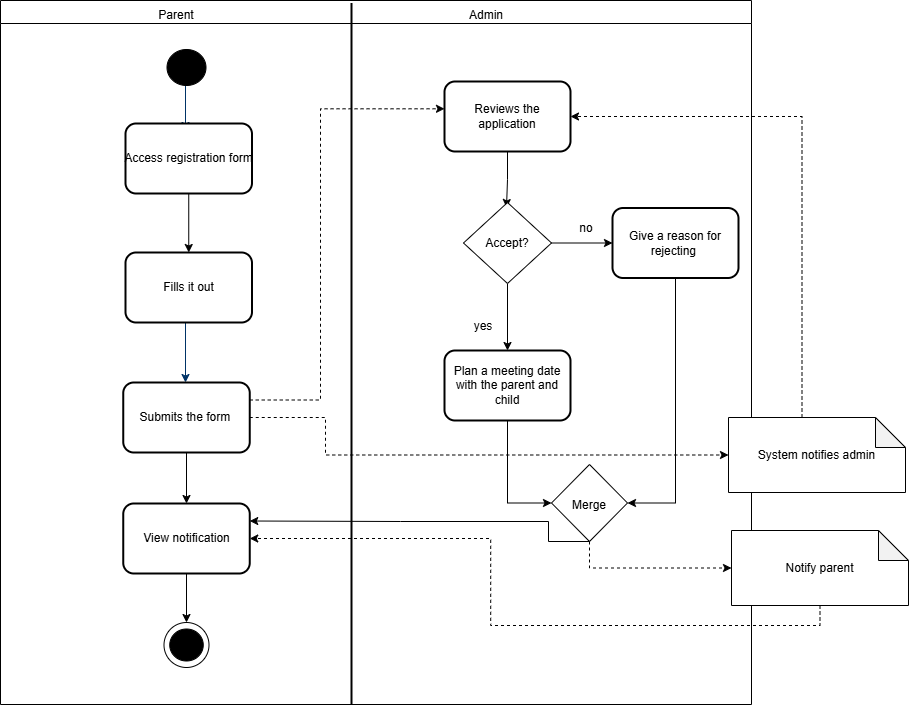 Parent
Admin
Reviews the
application
Access registration form
Accept?
no
Give a reason for
rejecting
Fills it out
yes
Plan a meeting date
with the parent and
child
Submits the form
System notifies admin
Merge
View notification
Notify parent